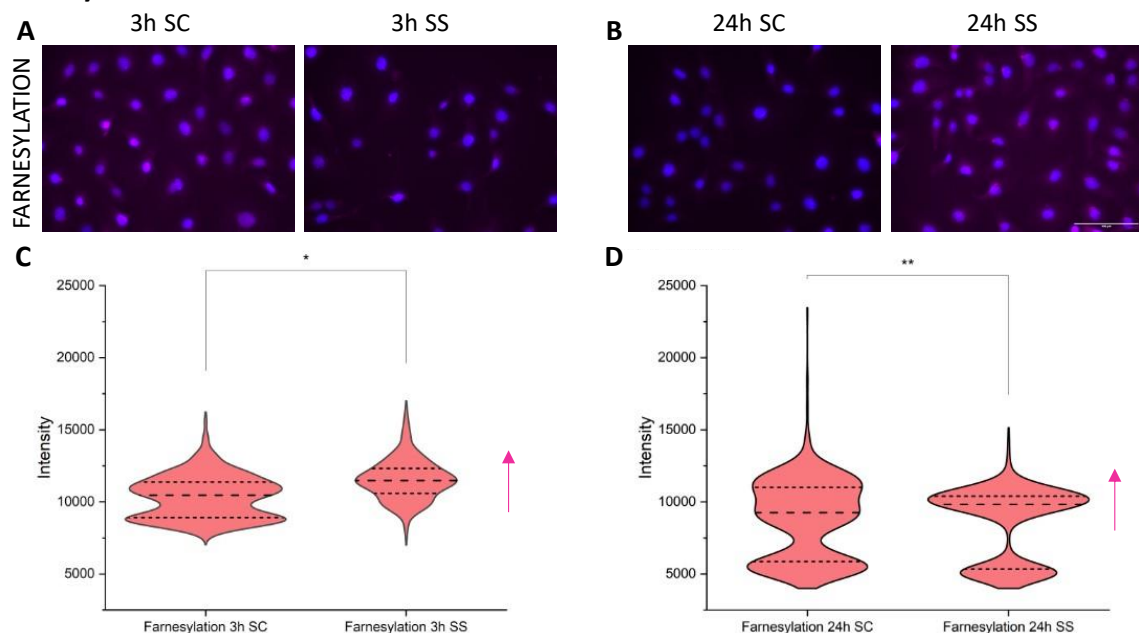 3h SC
3h SS
24h SC
24h SS
A
B
FARNESYLATION
C
D
*
**
25000
20000
15000
10000
5000
Intensity
Farnesylation 3h SC
Farnesylation 3h SS
25000
20000
15000
10000
5000
Intensity
Farnesylation 24h SC
Farnesylation 24h SS